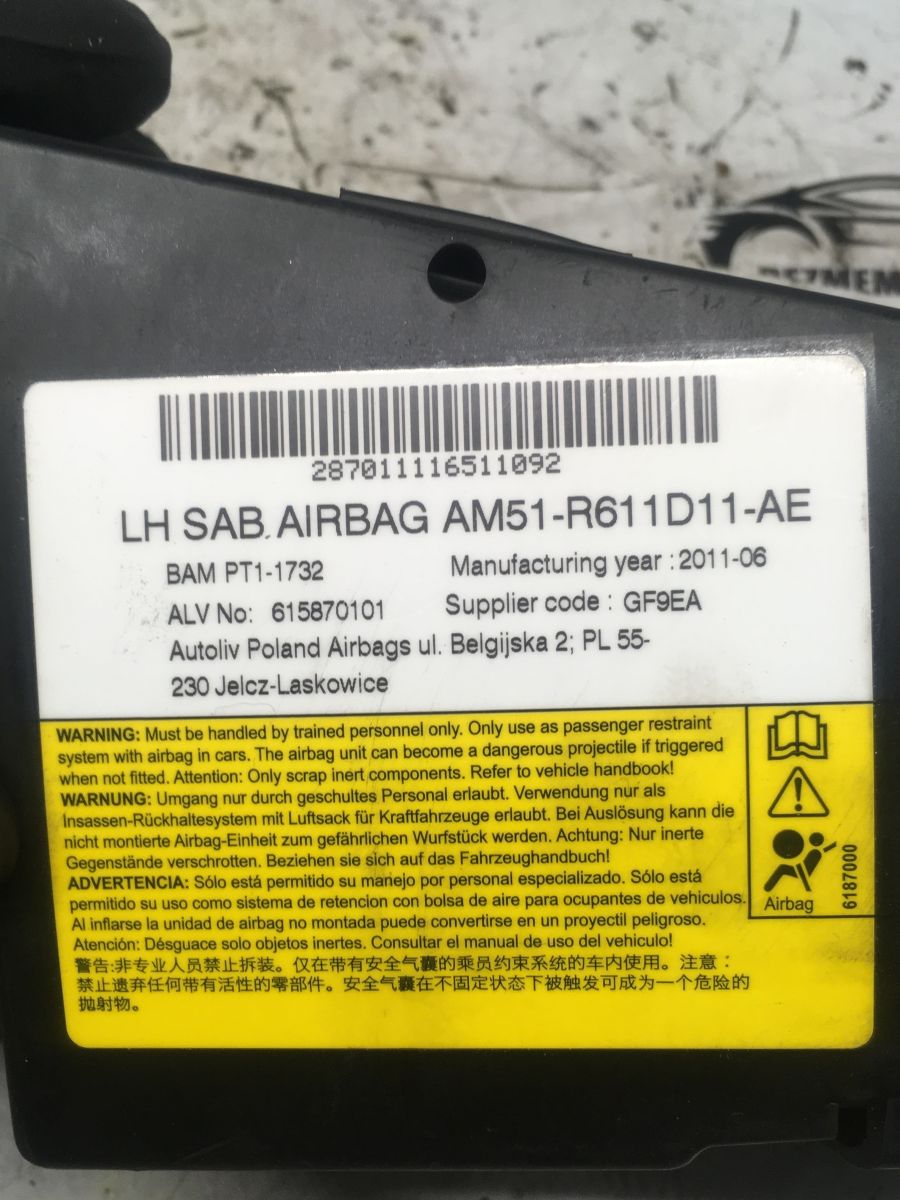 287011116511092
LH SAB. AIRBAG AM51-R611D11-AE
BAM PT1-1732 Manufacturing year : 2011-06
ALV No: 615870101 Supplier code : GF9EA
Autoliv Poland Airbags ul. Belgijska 2; PL 55-
230 Jelcz-Laskowice
WARNING: Must be handled by trained personnel only. Only use as passenger restraint
system with airbag in cars. The airbag unit can become a dangerous projectile if triggered
when not fitted. Attention: Only scrap inert components. Refer to vehicle handbook!
WARNUNG: Umgang nur durch geschultes Personal erlaubt. Verwendung nur als
Insassen-Rückhaltesystem mit Luftsack für Kraftfahrzeuge erlaubt. Bei Auslösung kann die
nicht montierte Airbag-Einheit zum gefährlichen Wurfstück werden. Achtung: Nur inerte
Gegenstände verschrotten. Beziehen sie sich auf das Fahrzeughandbuch!
ADVERTENCIA: Sólo está permitido su manejo por personal especializado. Sólo está
permitido su uso como sistema de retencion con bolsa de aire para ocupantes de vehiculos.
Al inflarse la unidad de airbag no montada puede convertirse en un proyectil peligroso.
Atención: Désguace solo objetos inertes. Consultar el manual de uso del vehiculo!
警告:非专业人员禁止拆装。仅在带有安全气囊的乘员约束系统的车内使用。注意：
禁止遗弃任何带有活性的零部件。安全气囊在不固定状态下被触发可成为一个危险的
抛射物。
Airbag
6187000